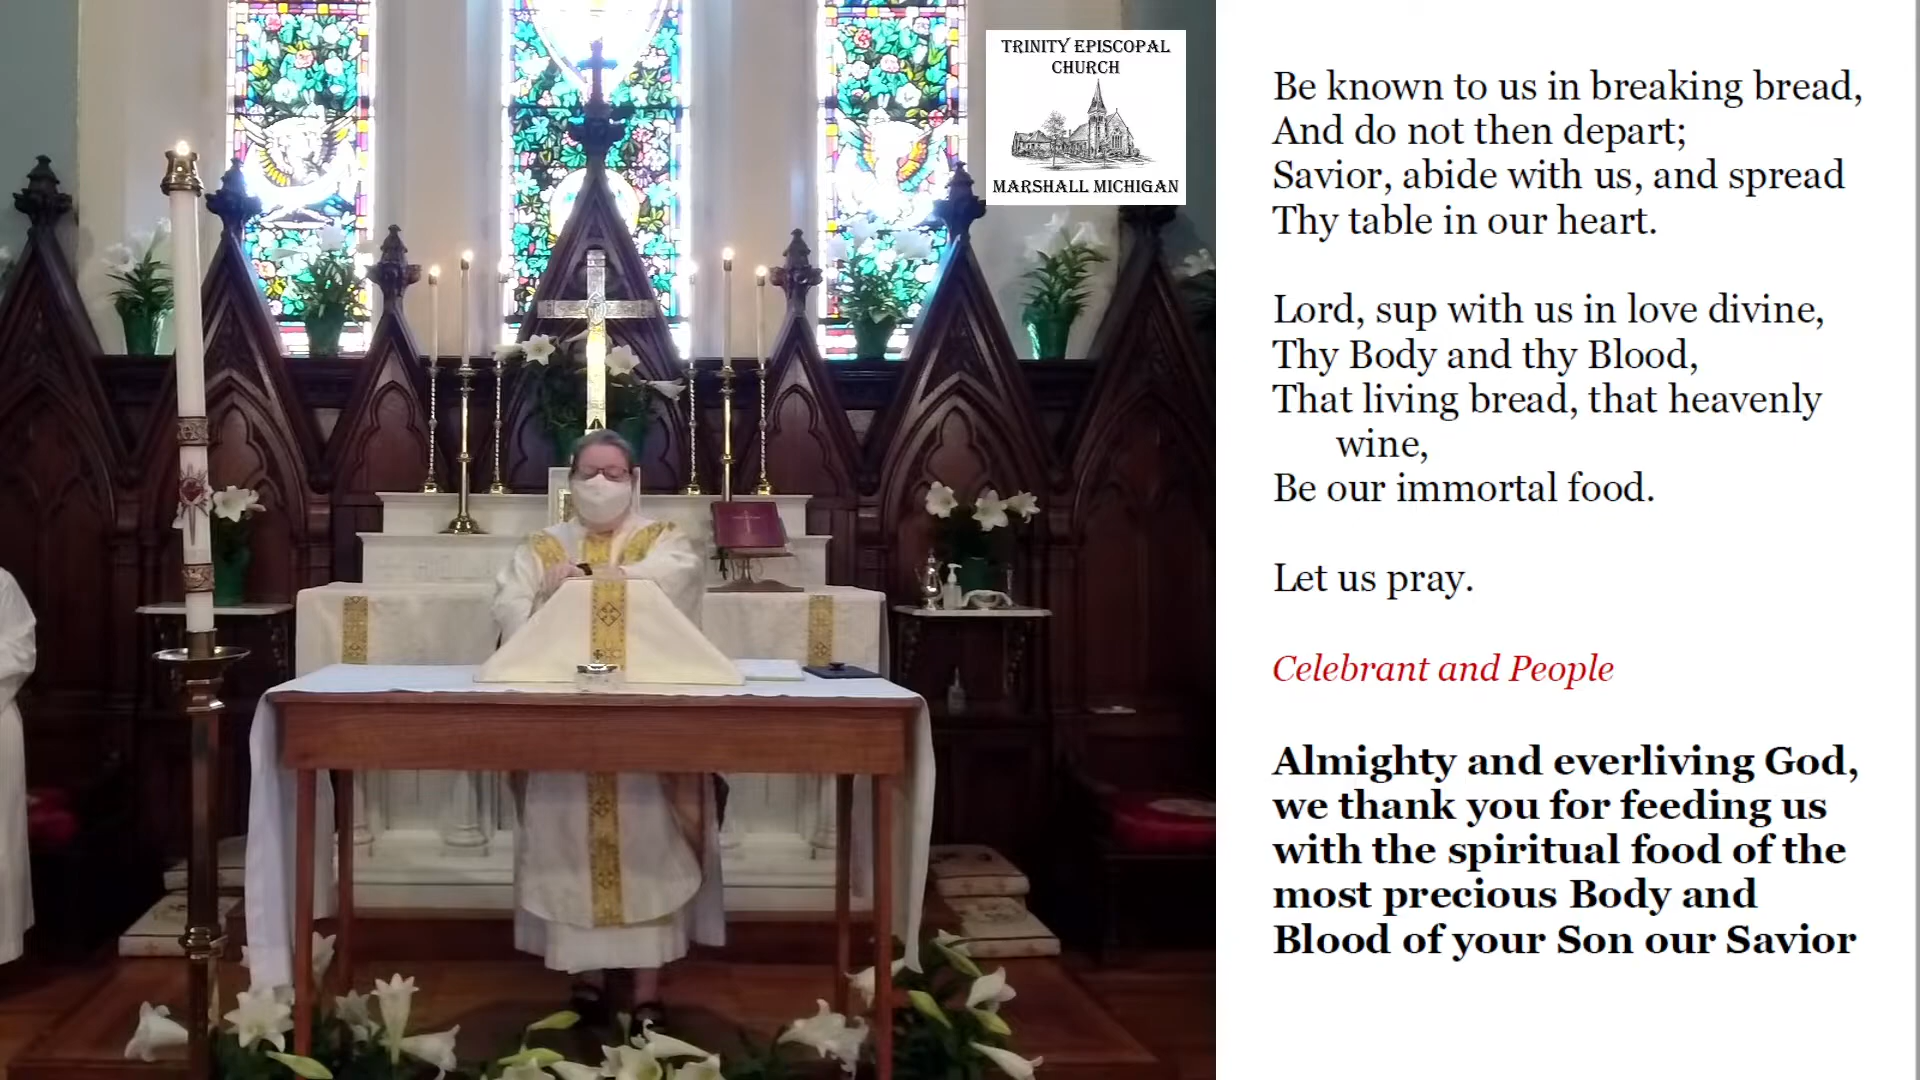 TRINITY EPISCOPAL
CHURCH
MARSHALL MICHIGAN
Be known to us in breaking bread,
And do not then depart;
Savior, abide with us, and spread
Thy table in our heart.
Lord, sup with us in love divine,
Thy Body and thy Blood,
That living bread, that heavenly
wine,
Be our immortal food.
Let us pray.
Celebrant and People
Almighty and everliving God,
we thank you for feeding us
with the spiritual food of the
most precious Body and
Blood of your Son our Savior